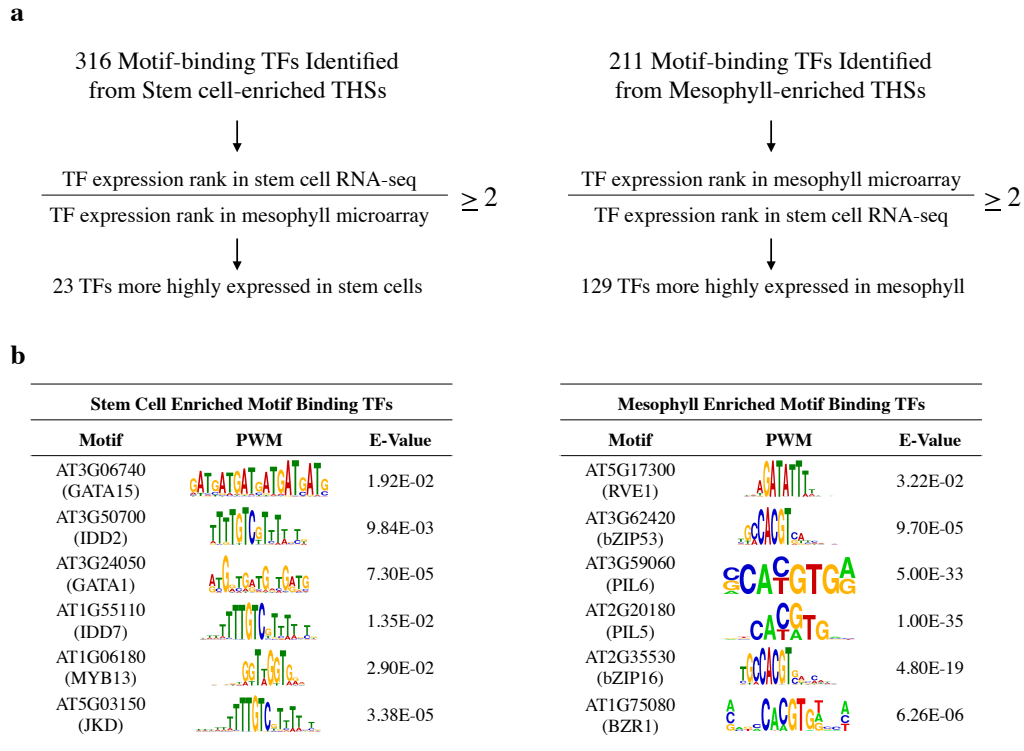 a
316 Motif-binding TFs Identified
from Stem cell-enriched THSs
TF expression rank in stem cell RNA-seq
TF expression rank in mesophyll microarray
≥ 2
23 TFs more highly expressed in stem cells
211 Motif-binding TFs Identified
from Mesophyll-enriched THSs
TF expression rank in mesophyll microarray
TF expression rank in stem cell RNA-seq
≥ 2
129 TFs more highly expressed in mesophyll
b
Stem Cell Enriched Motif Binding TFs
Motif PWM E-Value
AT3G06740
(GATA15)
1.92E-02
AT3G50700
(IDD2)
9.84E-03
AT3G24050
(GATA1)
7.30E-05
AT1G55110
(IDD7)
1.35E-02
AT1G06180
(MYB13)
2.90E-02
AT5G03150
(JKD)
3.38E-05
Mesophyll Enriched Motif Binding TFs
Motif PWM E-Value
AT5G17300
(RVE1)
3.22E-02
AT3G62420
(bZIP53)
9.70E-05
AT3G59060
(PIL6)
5.00E-33
AT2G20180
(PIL5)
1.00E-35
AT2G35530
(bZIP16)
4.80E-19
AT1G75080
(BZR1)
6.26E-06